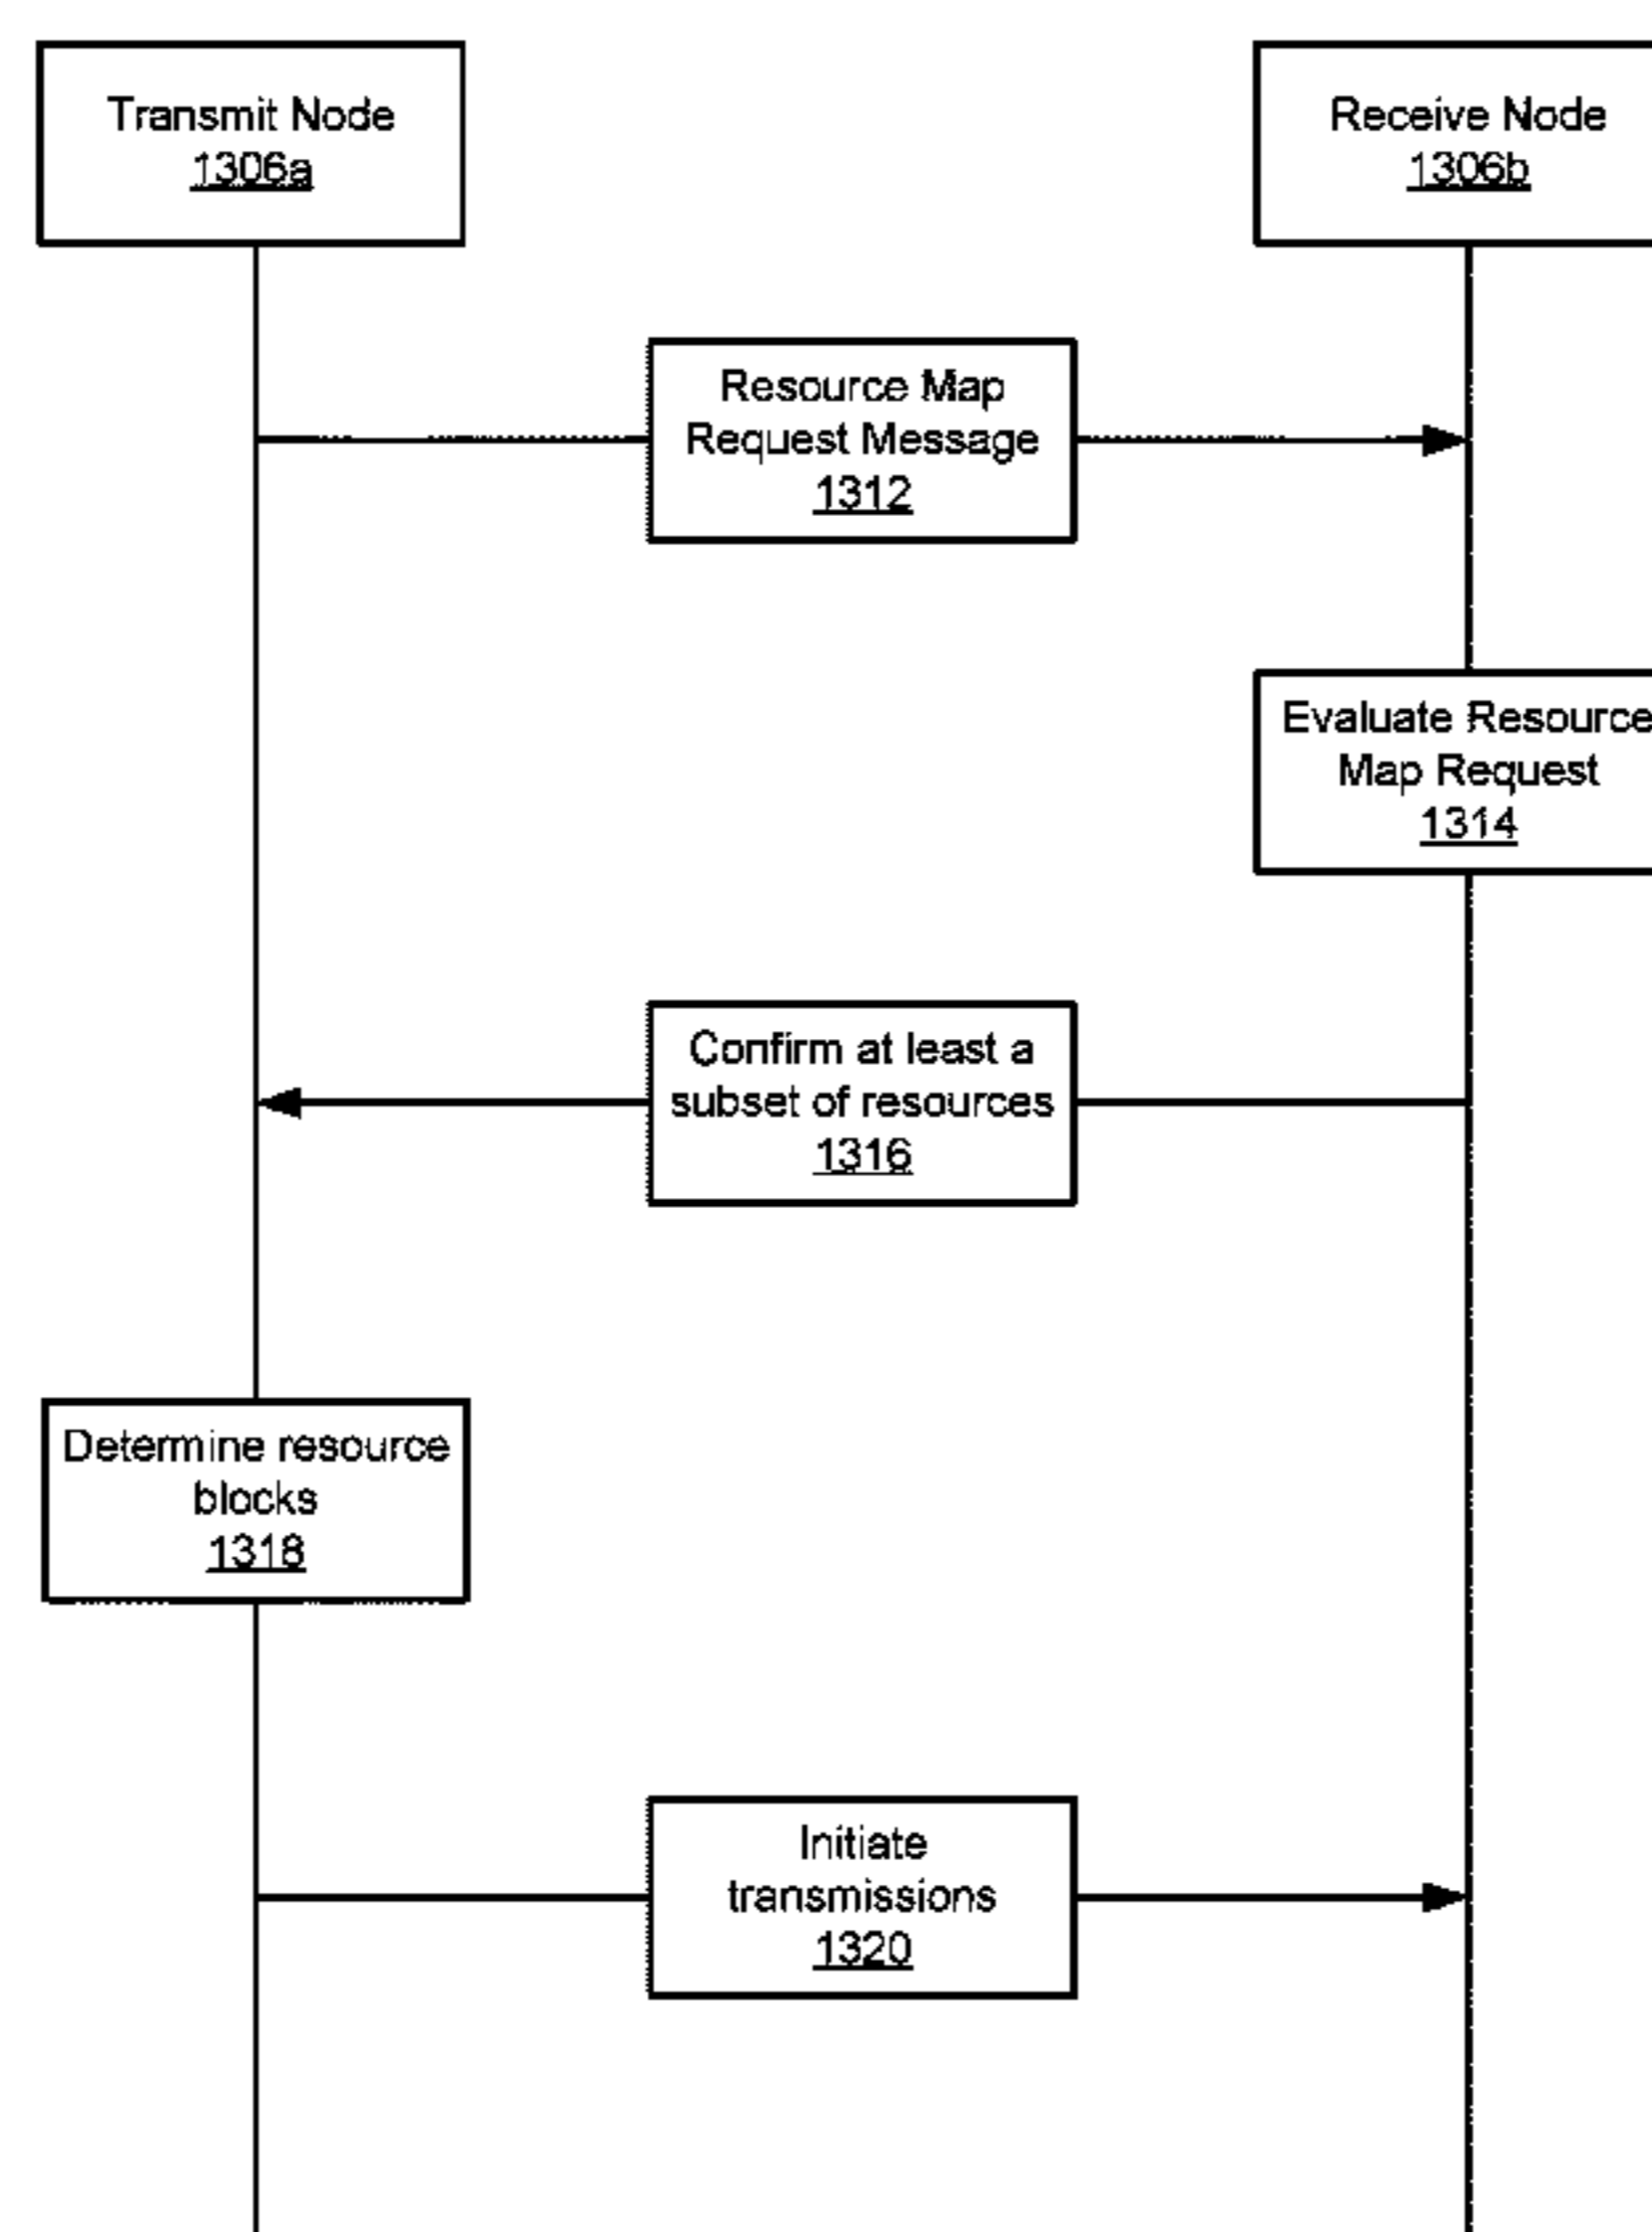 Transmit Node
1306a
Receive Node
1306b
Resource Map
Request Message
1312
Evaluate Resource
Map Request
1314
Confirm at least a
subset of resources
1316
Determine resource
blocks
1318
Initiate
transmissions
1320